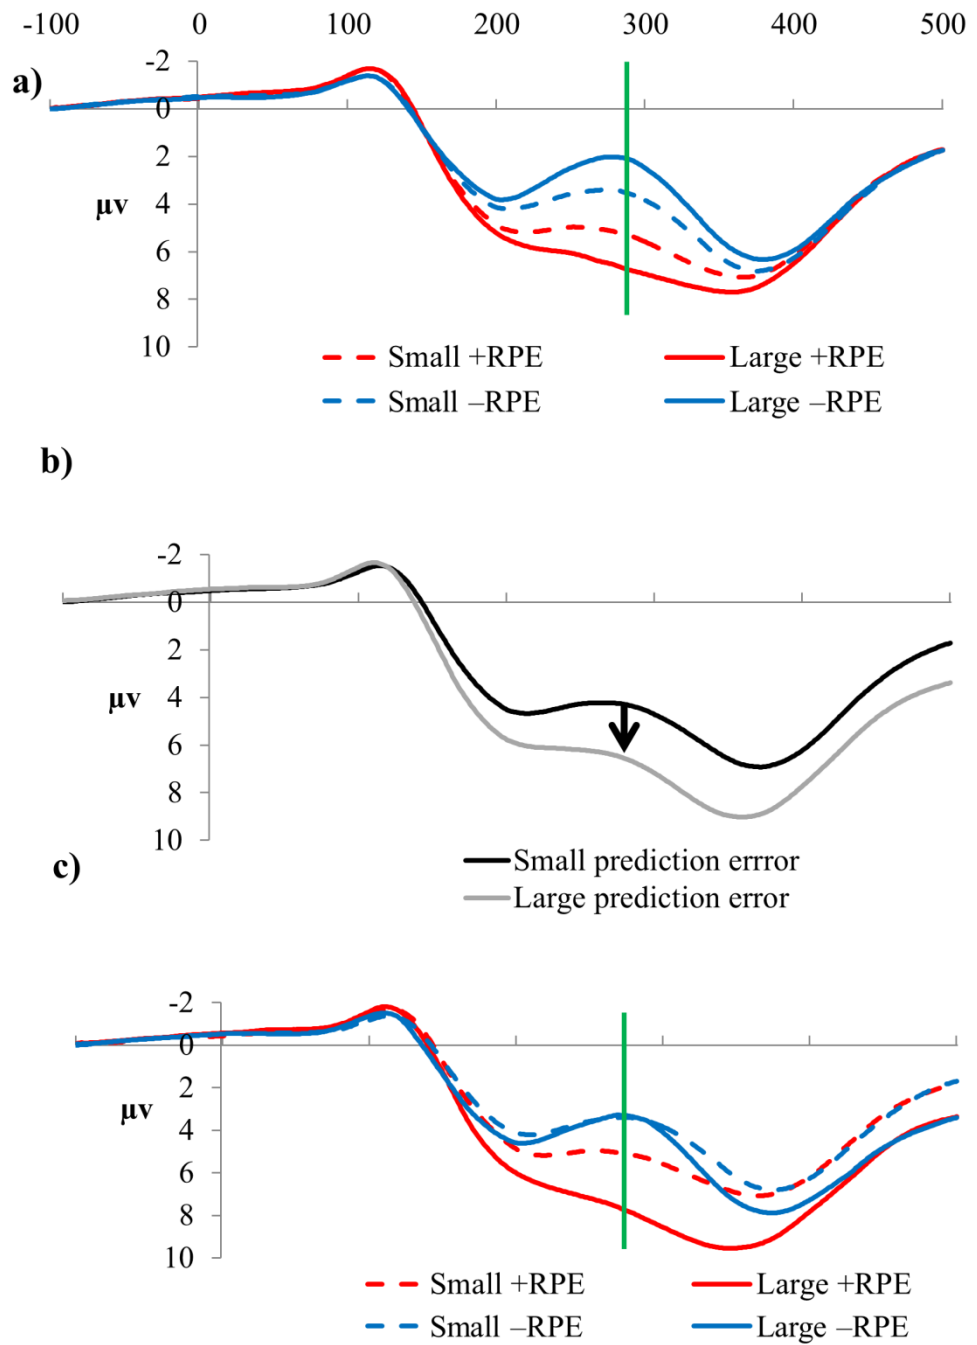 -100 0 100 200 300 400 500
a)
-2
0
2
μv
4
6
8
10
Small +RPE Large +RPE
Small –RPE Large –RPE
b)
-2
0
2
μv
4
6
8
10
Small prediction errror
c)
Large prediction error
-2
0
2
μv
4
6
8
10
Small +RPE Large +RPE
Small –RPE Large –RPE